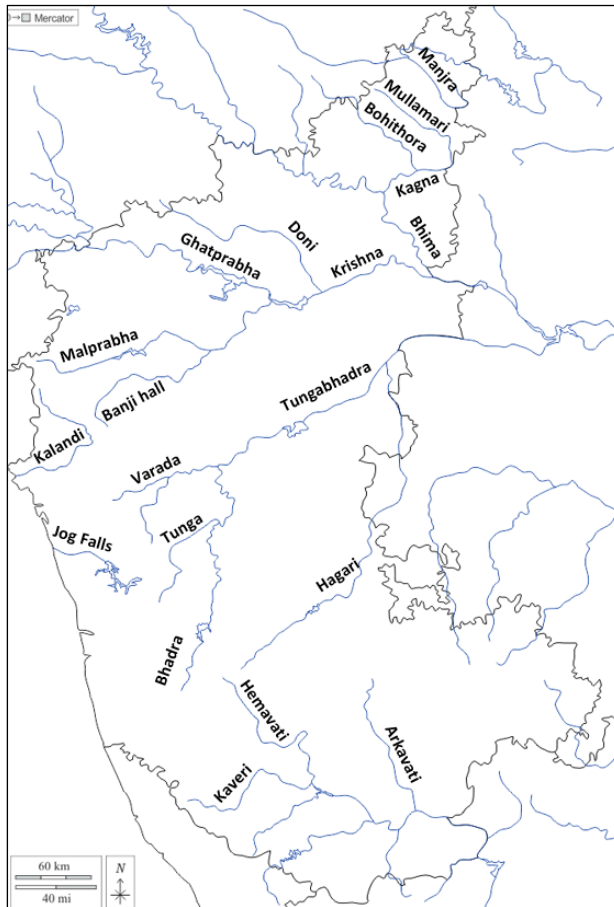 Mercator
Manjra
Mullamari
Bohithora
Kagna
Bhima
Doni
Ghatprabha
Krishna
Malprabha
Banji hall
Tungabhadra
Kalandi
Varada
Tunga
Jog Falls
Hagari
Bhadra
Hemavati
Arkavati
Kaveri
60 km
40 mi
N